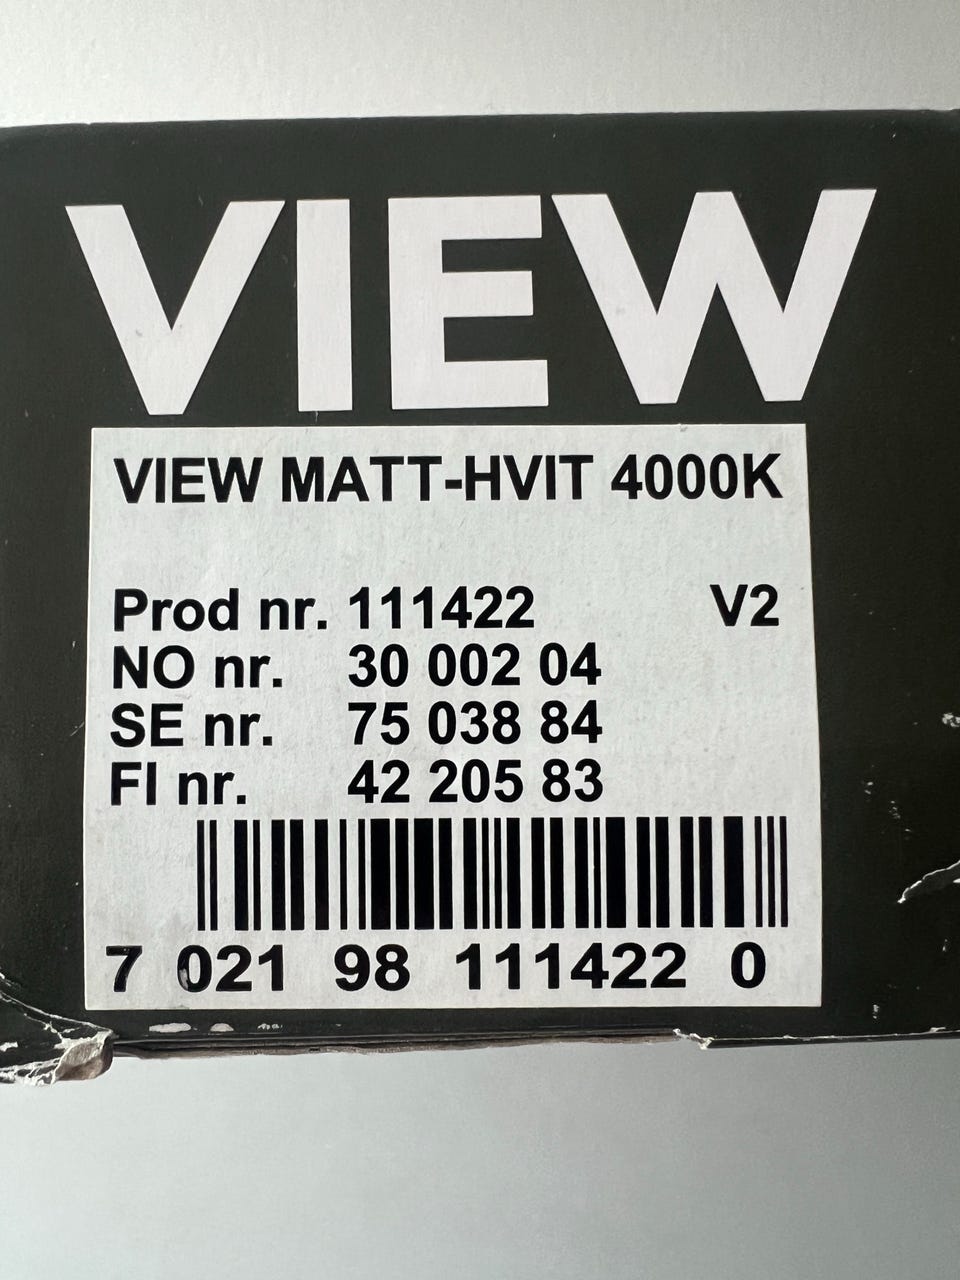 VIEW
VIEW MATT-HVIT 4000K
Prod nr. 111422 V2
NO nr. 30 002 04
SE nr. 75 038 84
FI nr. 42 205 83
7 021 98 111422 0